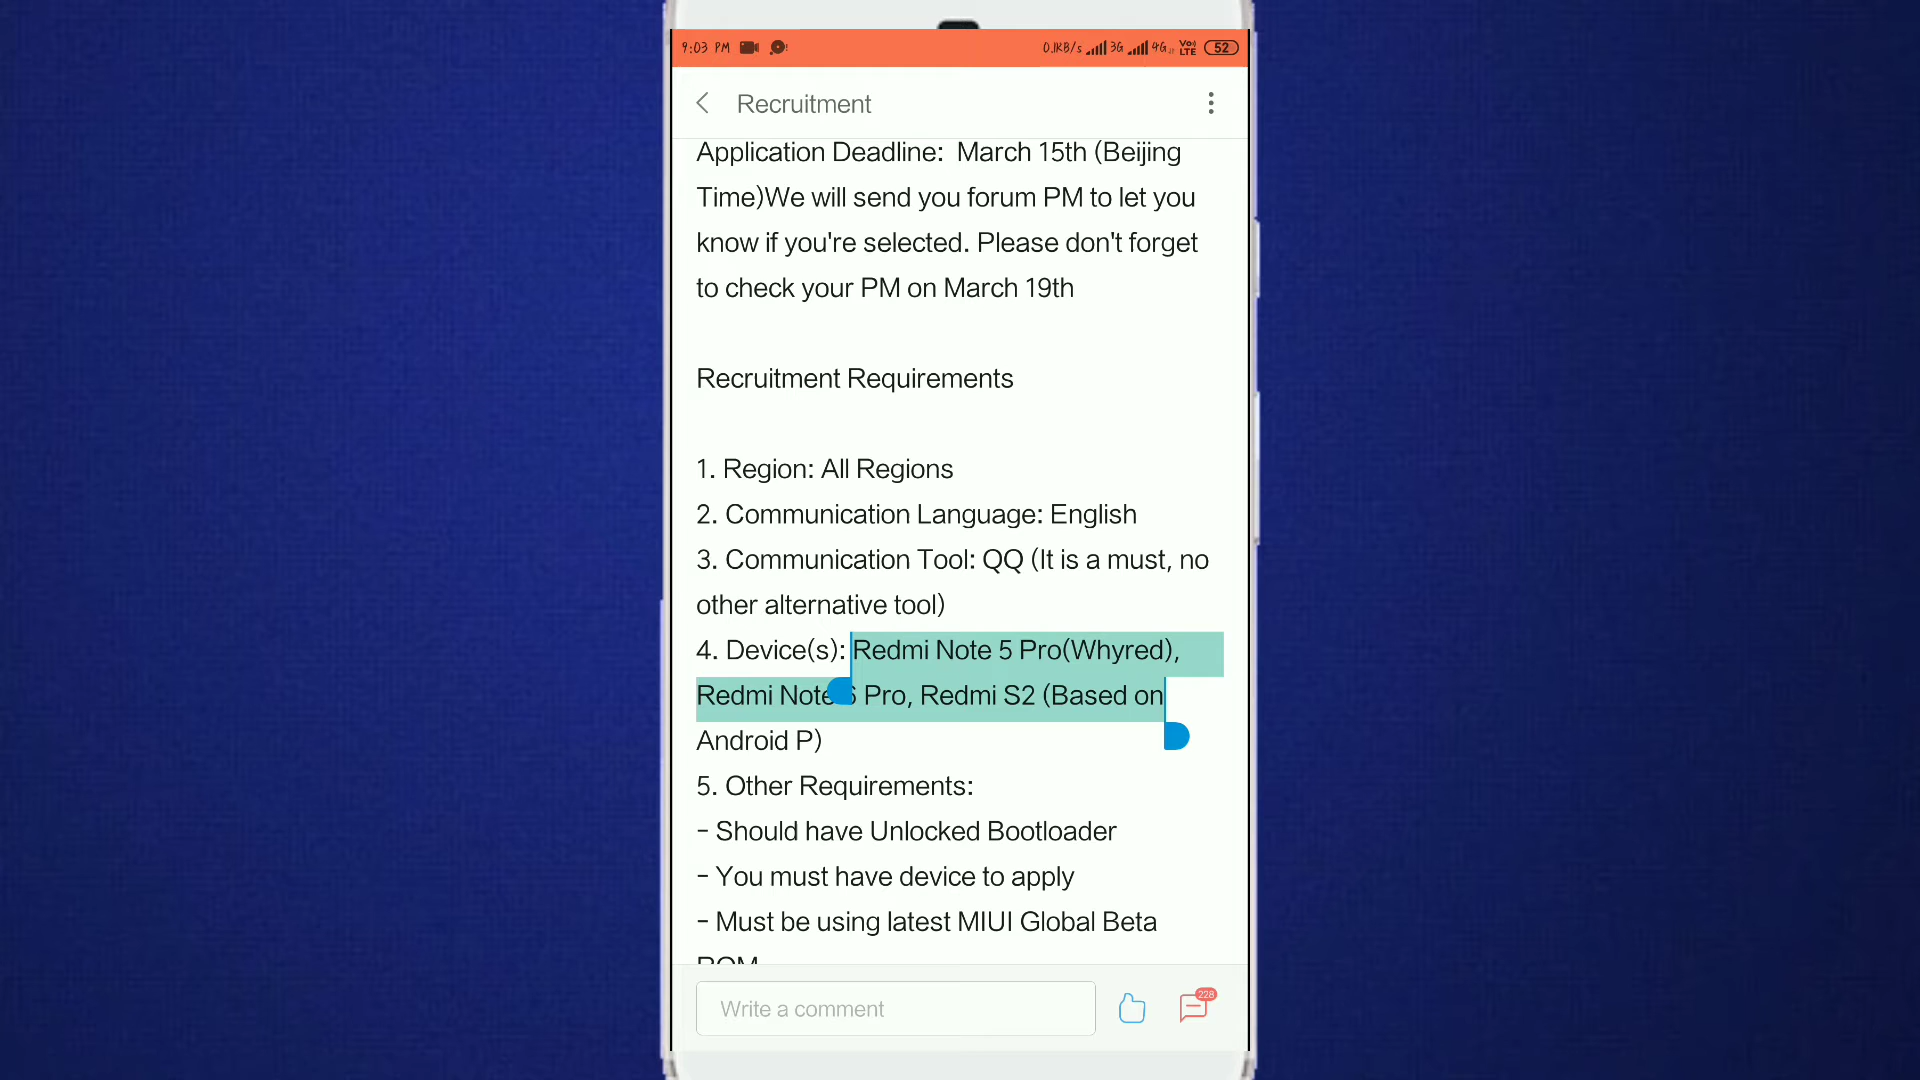 9:03 PM 0.1KB/s 3G 4G Vo) LTE 52
Recruitment
Application Deadline:  March 15th (Beijing
Time)We will send you forum PM to let you
know if you're selected. Please don't forget
to check your PM on March 19th
Recruitment Requirements
1. Region: All Regions
2. Communication Language: English
3. Communication Tool: QQ (It is a must, no
other alternative tool)
4. Device(s): Redmi Note 5 Pro(Whyred),
Redmi Note 6 Pro, Redmi S2 (Based on
Android P)
5. Other Requirements:
- Should have Unlocked Bootloader
- You must have device to apply
- Must be using latest MIUI Global Beta
ROM
Write a comment
228